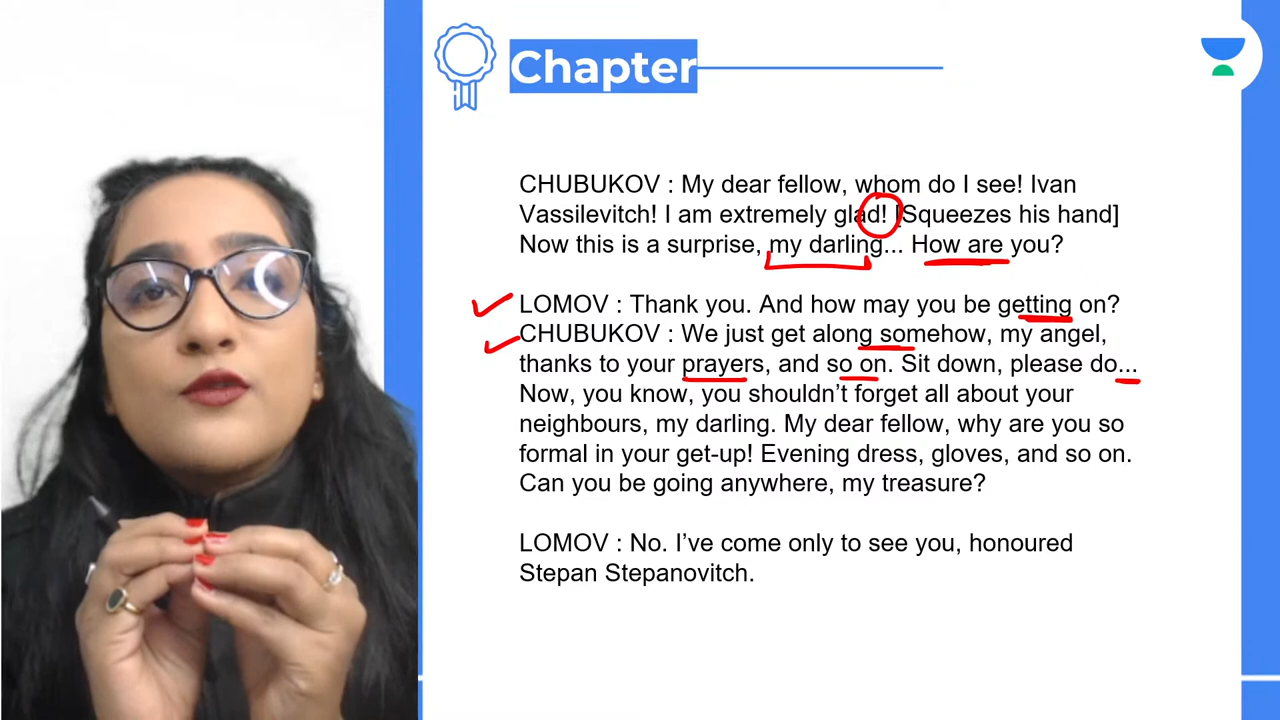 Chapter
CHUBUKOV : My dear fellow, whom do I see! Ivan
Vassilevitch! I am extremely glad! [Squeezes his hand]
Now this is a surprise, my darling... How are you?
LOMOV : Thank you. And how may you be getting on?
CHUBUKOV : We just get along somehow, my angel,
thanks to your prayers, and so on. Sit down, please do...
Now, you know, you shouldn’t forget all about your
neighbours, my darling. My dear fellow, why are you so
formal in your get-up! Evening dress, gloves, and so on.
Can you be going anywhere, my treasure?
LOMOV : No. I’ve come only to see you, honoured
Stepan Stepanovitch.